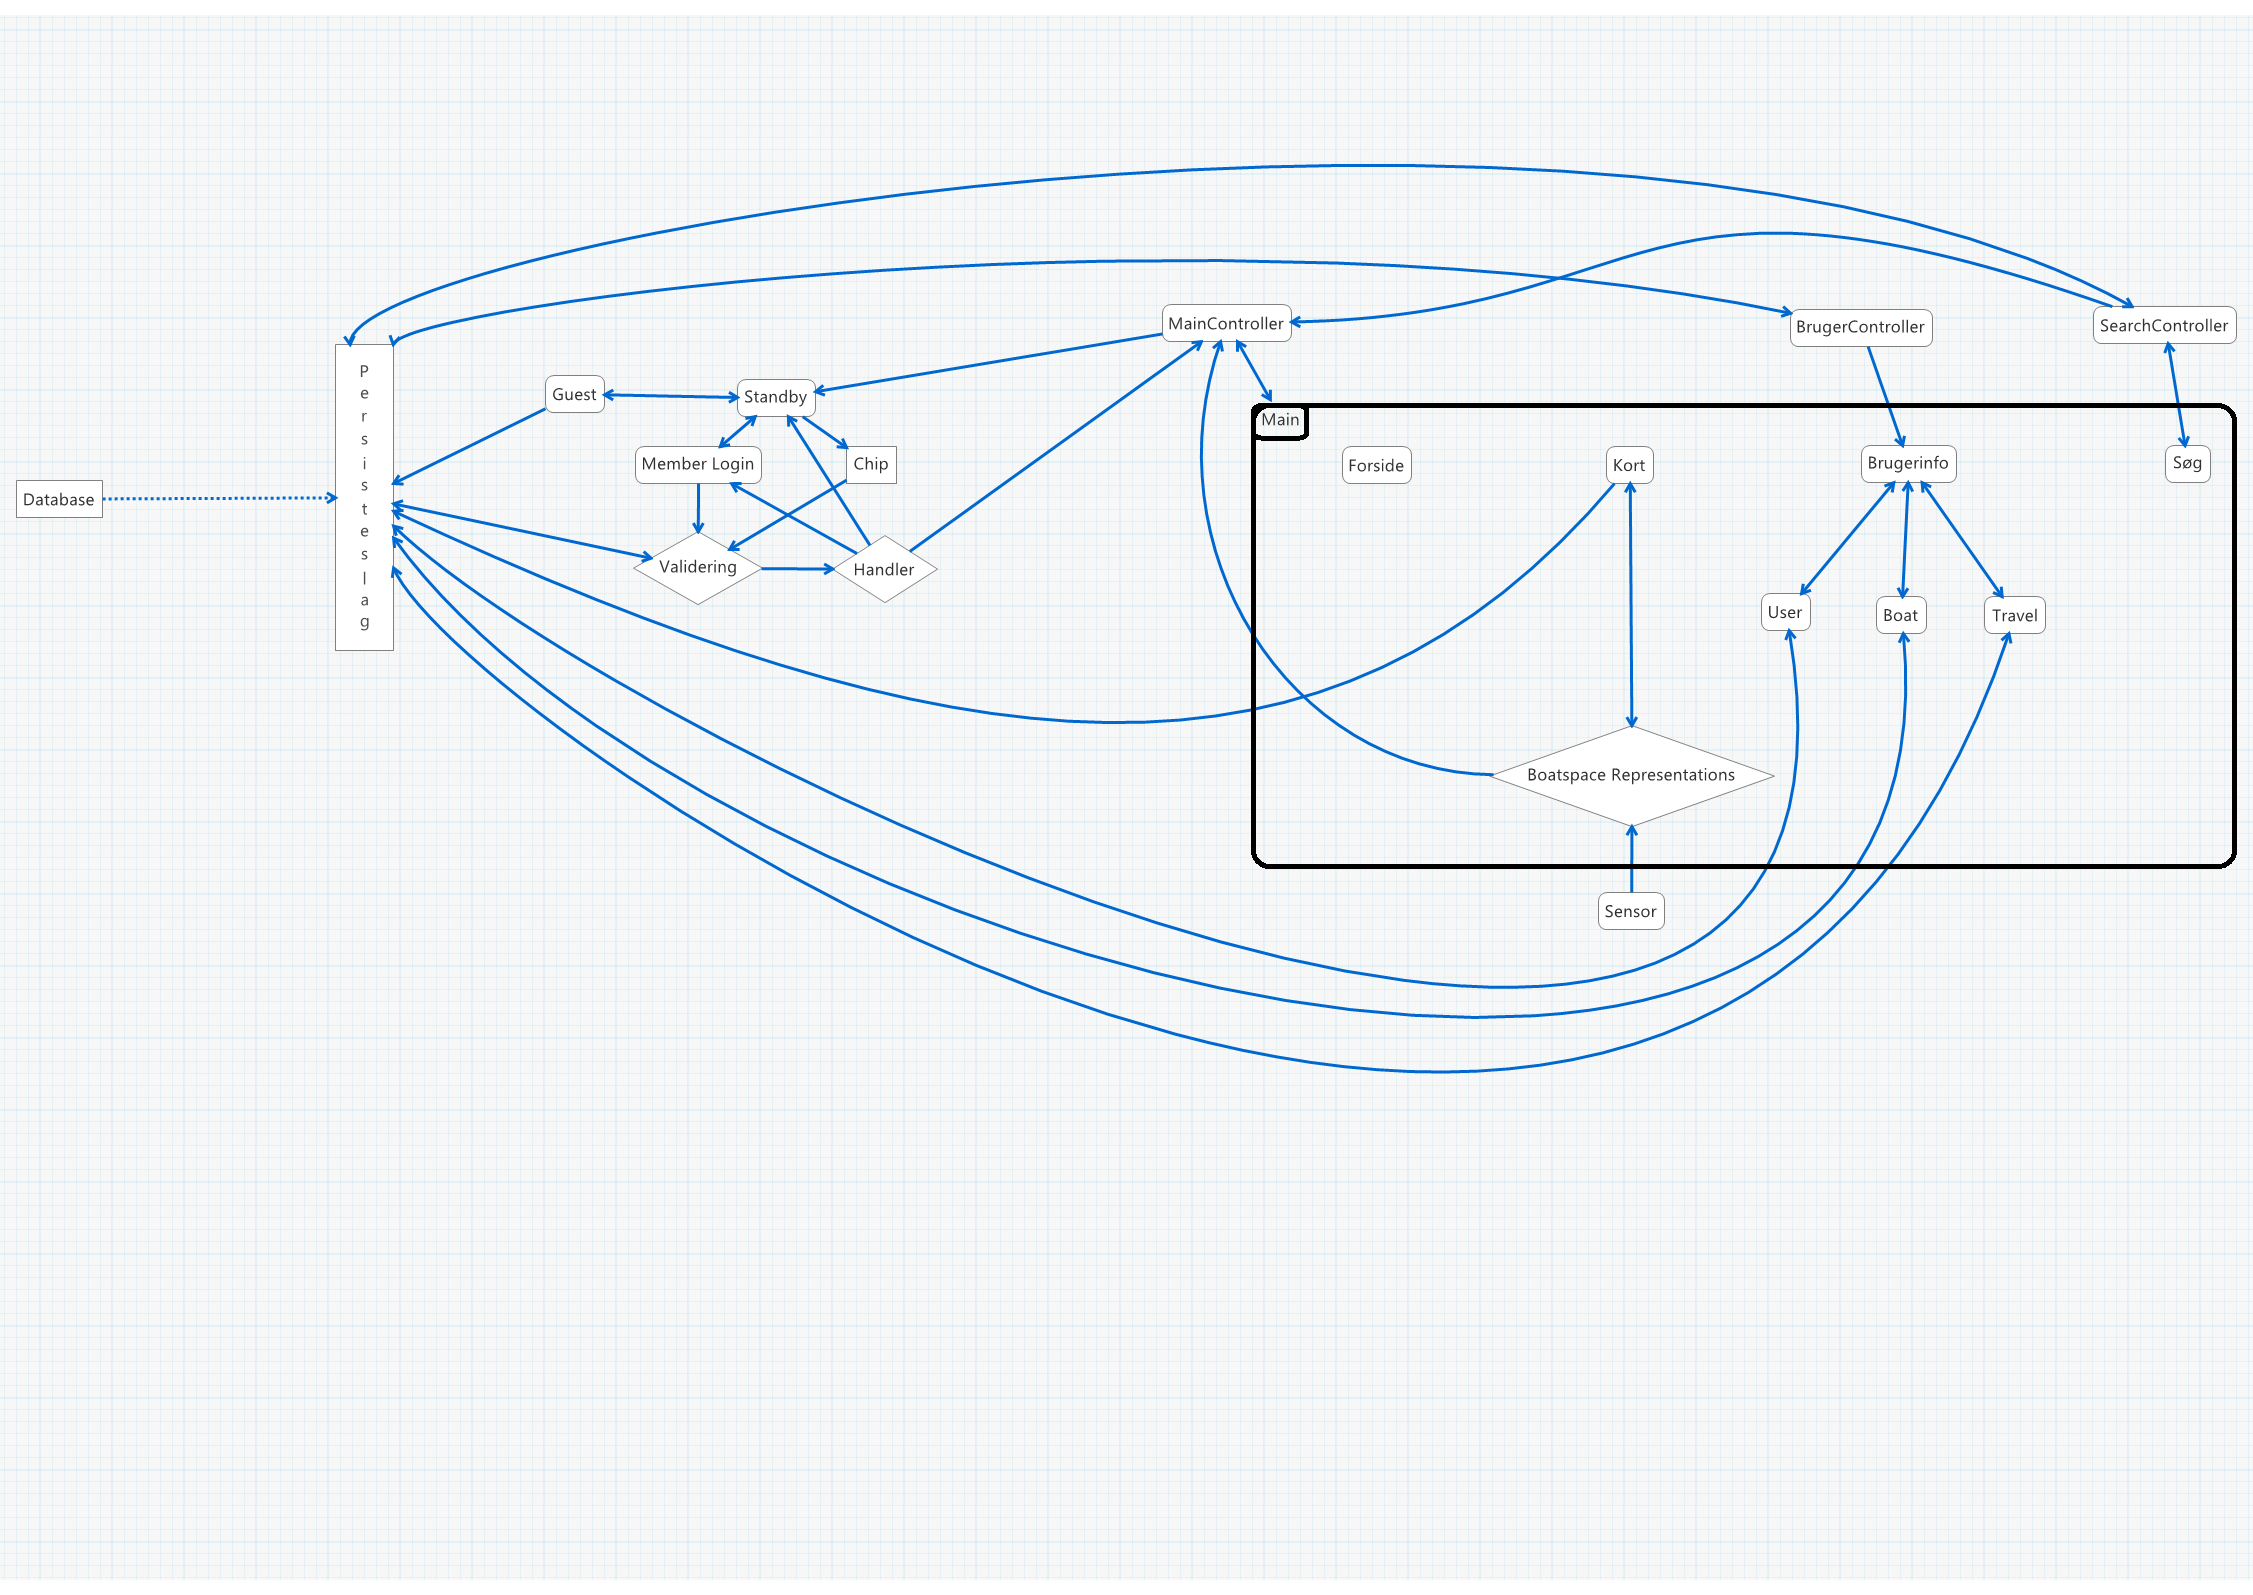 MainController
BrugerController
SearchController
Persisteslag
Guest
Standby
Main
Member Login
Chip
Forside
Kort
Brugerinfo
Søg
Database
Validering
Handler
User
Boat
Travel
Boatspace Representations
Sensor